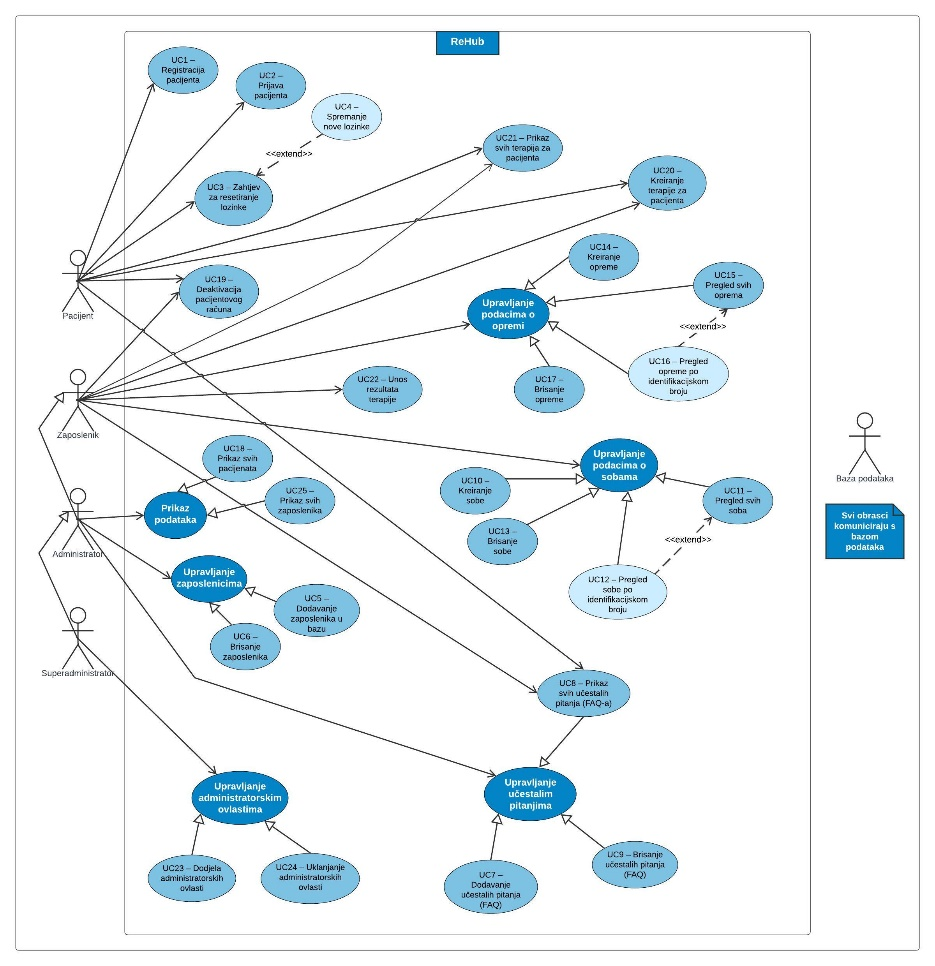 ReHub
UC1 –
Registracija
pacijenta
UC2 –
Prijava
pacijenta
UC4 –
Spremanje
nove lozinke
<<extend>>
UC3 – Zahtjev
za resetiranje
lozinke
UC21 – Prikaz
svih terapija za
pacijenta
UC20 –
Kreiranje
terapije za
pacijenta
Pacijent
UC19 –
Deaktivacija
pacijentovog
računa
UC14 –
Kreiranje
opreme
UC15 –
Pregled svih
oprema
Upravljanje
podacima o
opremi
<<extend>>
UC16 – Pregled
opreme po
identifikacijskom
broju
UC17 –
Brisanje
opreme
UC22 – Unos
rezultata
terapije
Zaposlenik
UC18 –
Prikaz svih
pacijenata
UC25 –
Prikaz svih
zaposlenika
Prikaz
podataka
Upravljanje
podacima o
sobama
UC10 –
Kreiranje
sobe
UC11 –
Pregled svih
soba
UC13 –
Brisanje
sobe
<<extend>>
UC12 – Pregled
sobe po
identifikacijskom
broju
Baza podataka
Svi obrasci
komuniciraju s
bazom
podataka
Administrator
Upravljanje
zaposlenicima
UC5 –
Dodavanje
zaposlenika u
bazu
UC6 –
Brisanje
zaposlenika
Superadministrator
UC8 – Prikaz
svih učestalih
pitanja (FAQ-a)
Upravljanje
administratorskim
ovlastima
Upravljanje
učestalim
pitanjima
UC23 – Dodjela
administratorskih
ovlasti
UC24 – Uklanjanje
administratorskih
ovlasti
UC7 –
Dodavanje
učestalih pitanja
(FAQ)
UC9 – Brisanje
učestalih pitanja
(FAQ)